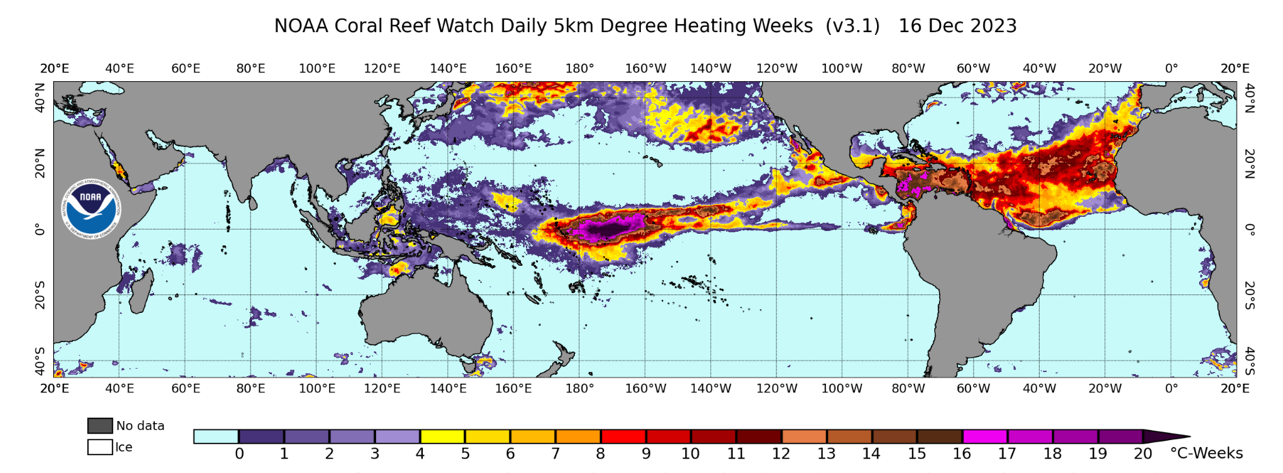 NOAA Coral Reef Watch Daily 5km Degree Heating Weeks (v3.1) 16 Dec 2023
20°E 40°E 60°E 80°E 100°E 120°E 140°E 160°E 180° 160°W 140°W 120°W 100°W 80°W 60°W 40°W 20°W 0° 20°E
40°N 40°N
20°N 20°N
NOAA
0° 0°
20°S 20°S
40°S 40°S
20°E 40°E 60°E 80°E 100°E 120°E 140°E 160°E 180° 160°W 140°W 120°W 100°W 80°W 60°W 40°W 20°W 0° 20°E
No data
Ice
0 1 2 3 4 5 6 7 8 9 10 11 12 13 14 15 16 17 18 19 20 °C-Weeks